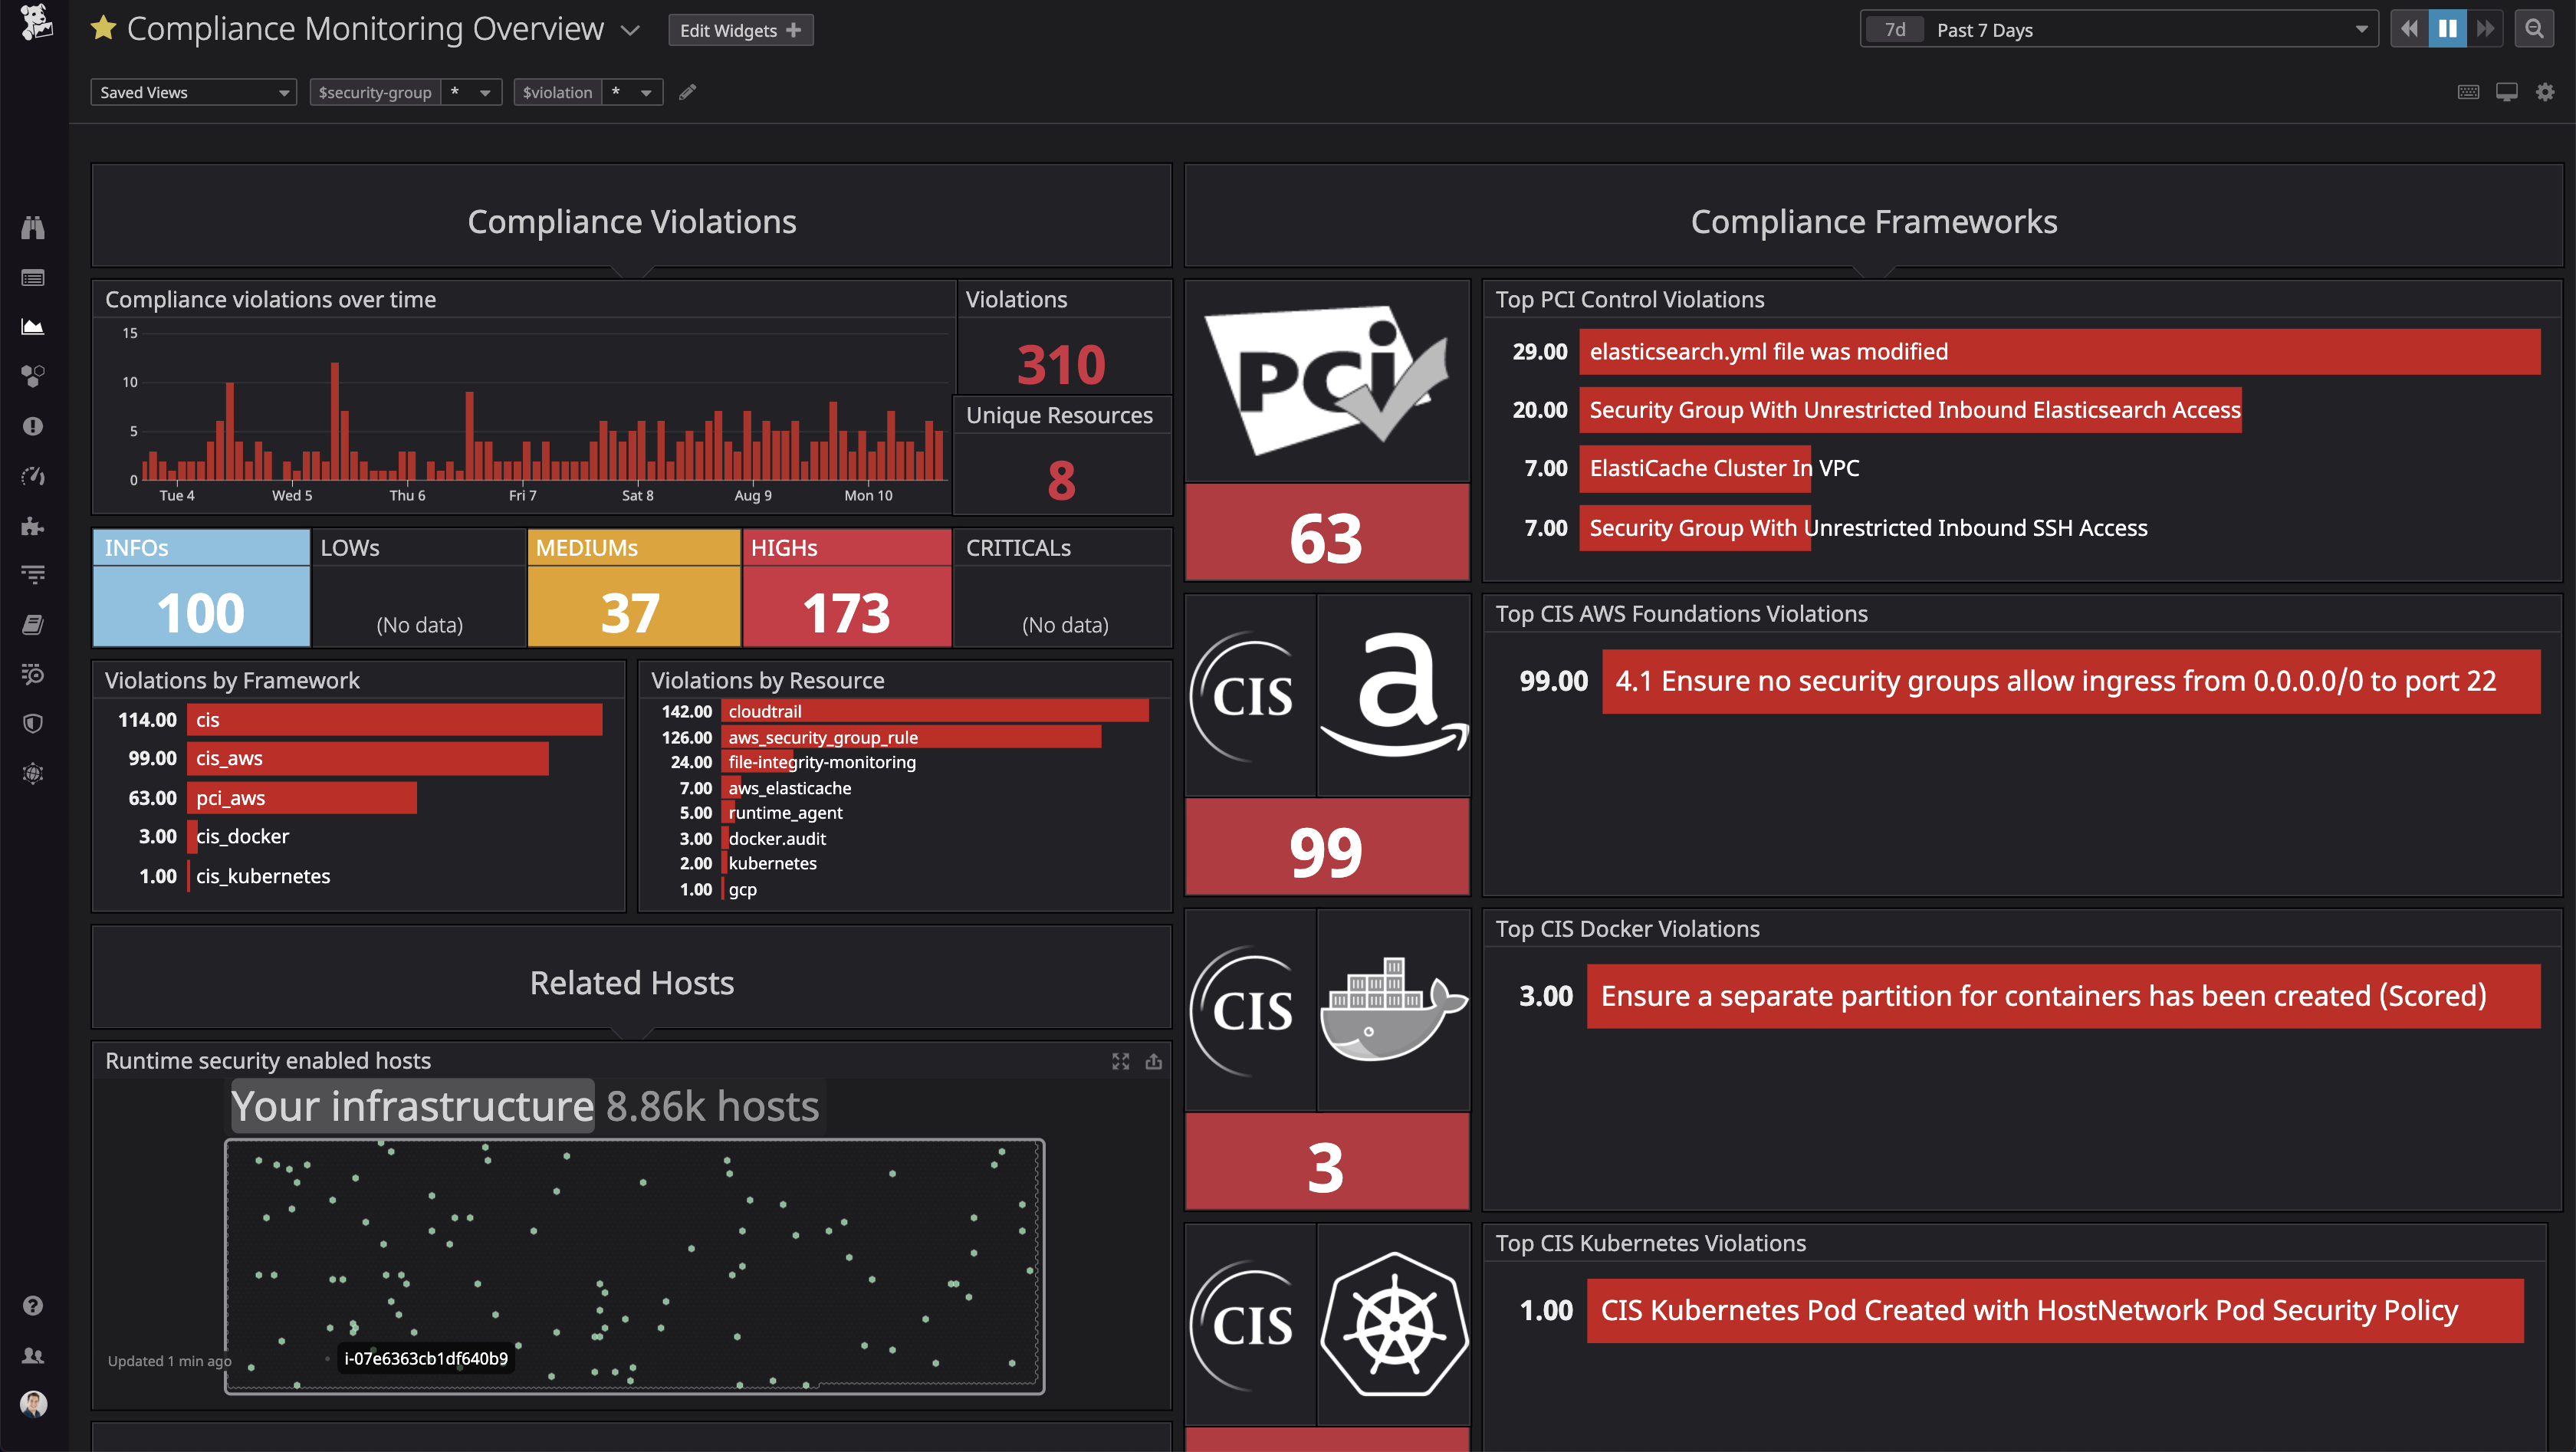 Compliance Monitoring Overview
Edit Widgets
7d Past 7 Days
Saved Views
$security-group *
$violation *
Compliance Violations
Compliance violations over time
15
10
5
0
Tue 4 Wed 5 Thu 6 Fri 7 Sat 8 Aug 9 Mon 10
Violations
310
Unique Resources
8
INFOs
100
LOWs
(No data)
MEDIUMs
37
HIGHs
173
CRITICALs
(No data)
Violations by Framework
114.00 cis
99.00 cis_aws
63.00 pci_aws
3.00 cis_docker
1.00 cis_kubernetes
Violations by Resource
142.00 cloudtrail
126.00 aws_security_group_rule
24.00 file-integrity-monitoring
7.00 aws_elasticache
5.00 runtime_agent
3.00 docker.audit
2.00 kubernetes
1.00 gcp
Related Hosts
Runtime security enabled hosts
Your infrastructure 8.86k hosts
i-07e6363cb1df640b9
Updated 1 min ago
Compliance Frameworks
PCi
63
Top PCI Control Violations
29.00 elasticsearch.yml file was modified
20.00 Security Group With Unrestricted Inbound Elasticsearch Access
7.00 ElastiCache Cluster In VPC
7.00 Security Group With Unrestricted Inbound SSH Access
CIS
a
99
Top CIS AWS Foundations Violations
99.00 4.1 Ensure no security groups allow ingress from 0.0.0.0/0 to port 22
CIS
3
Top CIS Docker Violations
3.00 Ensure a separate partition for containers has been created (Scored)
CIS
Top CIS Kubernetes Violations
1.00 CIS Kubernetes Pod Created with HostNetwork Pod Security Policy